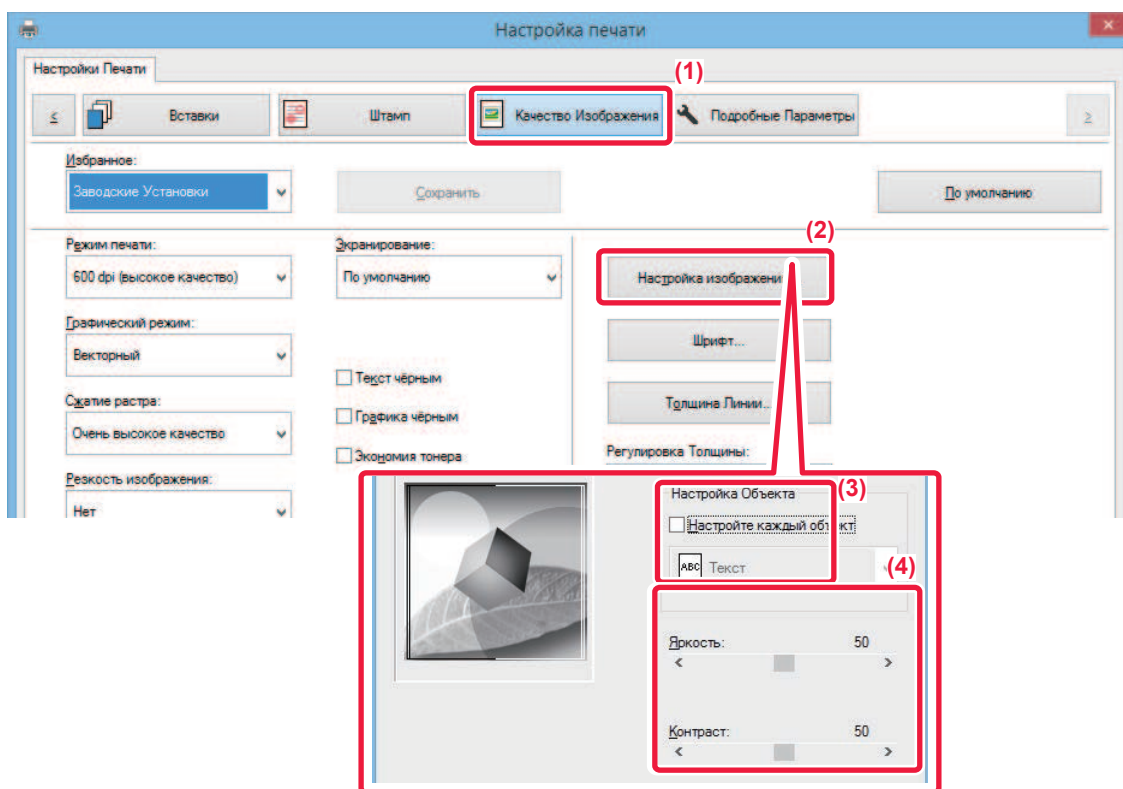 Настройка печати
Настройки Печати
(1)
< Вставки Штамп Качество Изображения Подробные Параметры >
Избранное:
Заводские Установки Сохранить По умолчанию
(2)
Режим печати: Экранирование:
600 dpi (высокое качество) По умолчанию Настройка изображени
Графический режим:
Шрифт...
Векторный
Текст чёрным
Сжатие растра:
Толщина Линии..
Графика чёрным
Очень высокое качество
Экономия тонера Регулировка Толщины:
Резкость изображения:
Нет
(3)
Настройка Объекта
Настройте каждый объект
ABC Текст
(4)
Яркость: 50
< >
Контраст: 50
< >